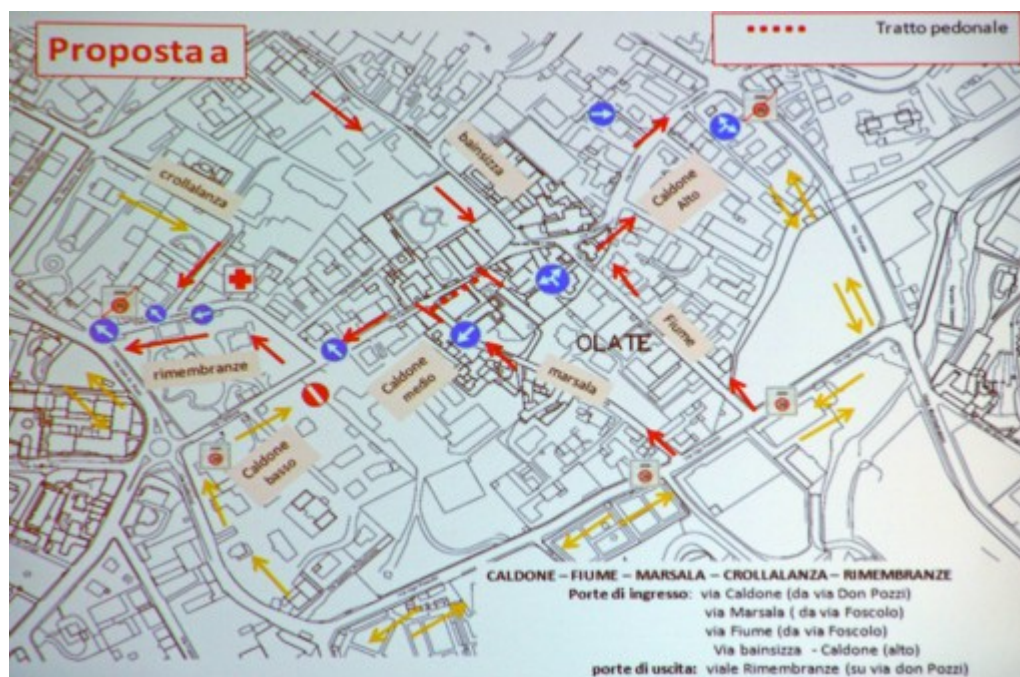 Proposta a
Tratto pedonale
bainsizza
crollalanza
Caldone
Alto
Fiume
OLATE
rimembranze
Caldone
medio
marsala
Caldone
basso
CALDONE – FIUME – MARSALA – CROLLALANZA – RIMEMBRANZE
Porte di ingresso: via Caldone (da via Don Pozzi)
via Marsala ( da via Foscolo)
via Fiume (da via Foscolo)
Via bainsizza - Caldone (alto)
porte di uscita: viale Rimembranze (su via don Pozzi)